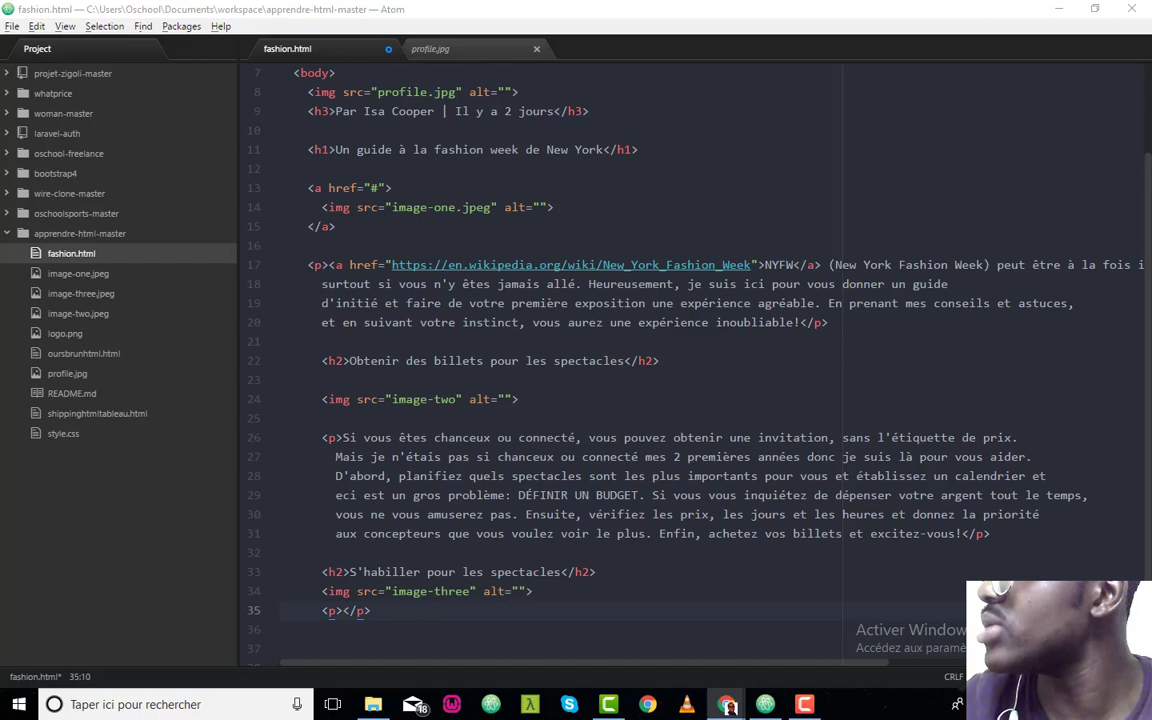 fashion.html — C:\Users\Oschool\Documents\workspace\apprendre-html-master — Atom
File Edit View Selection Find Packages Help
Project
fashion.html
profile.jpg
projet-zigoli-master
whatprice
woman-master
laravel-auth
oschool-freelance
bootstrap4
wire-clone-master
oschoolsports-master
apprendre-html-master
fashion.html
image-one.jpeg
image-three.jpeg
image-two.jpeg
logo.png
oursbrunhtml.html
profile.jpg
README.md
shippinghtmltableau.html
style.css
7 <body>
8 <img src="profile.jpg" alt="">
9 <h3>Par Isa Cooper | Il y a 2 jours</h3>
10
11 <h1>Un guide à la fashion week de New York</h1>
12
13 <a href="#">
14 <img src="image-one.jpeg" alt="">
15 </a>
16
17 <p><a href="https://en.wikipedia.org/wiki/New_York_Fashion_Week">NYFW</a> (New York Fashion Week) peut être à la fois i
18 surtout si vous n'y êtes jamais allé. Heureusement, je suis ici pour vous donner un guide
19 d'initié et faire de votre première exposition une expérience agréable. En prenant mes conseils et astuces,
20 et en suivant votre instinct, vous aurez une expérience inoubliable!</p>
21
22 <h2>Obtenir des billets pour les spectacles</h2>
23
24 <img src="image-two" alt="">
25
26 <p>Si vous êtes chanceux ou connecté, vous pouvez obtenir une invitation, sans l'étiquette de prix.
27 Mais je n'étais pas si chanceux ou connecté mes 2 premières années donc je suis là pour vous aider.
28 D'abord, planifiez quels spectacles sont les plus importants pour vous et établissez un calendrier et
29 eci est un gros problème: DÉFINIR UN BUDGET. Si vous vous inquiétez de dépenser votre argent tout le temps,
30 vous ne vous amuserez pas. Ensuite, vérifiez les prix, les jours et les heures et donnez la priorité
31 aux concepteurs que vous voulez voir le plus. Enfin, achetez vos billets et excitez-vous!</p>
32
33 <h2>S'habiller pour les spectacles</h2>
34 <img src="image-three" alt="">
35 <p></p>
36
37
Activer Window
Accédez aux paramè
fashion.html* 35:10
CRLF
Taper ici pour rechercher
18